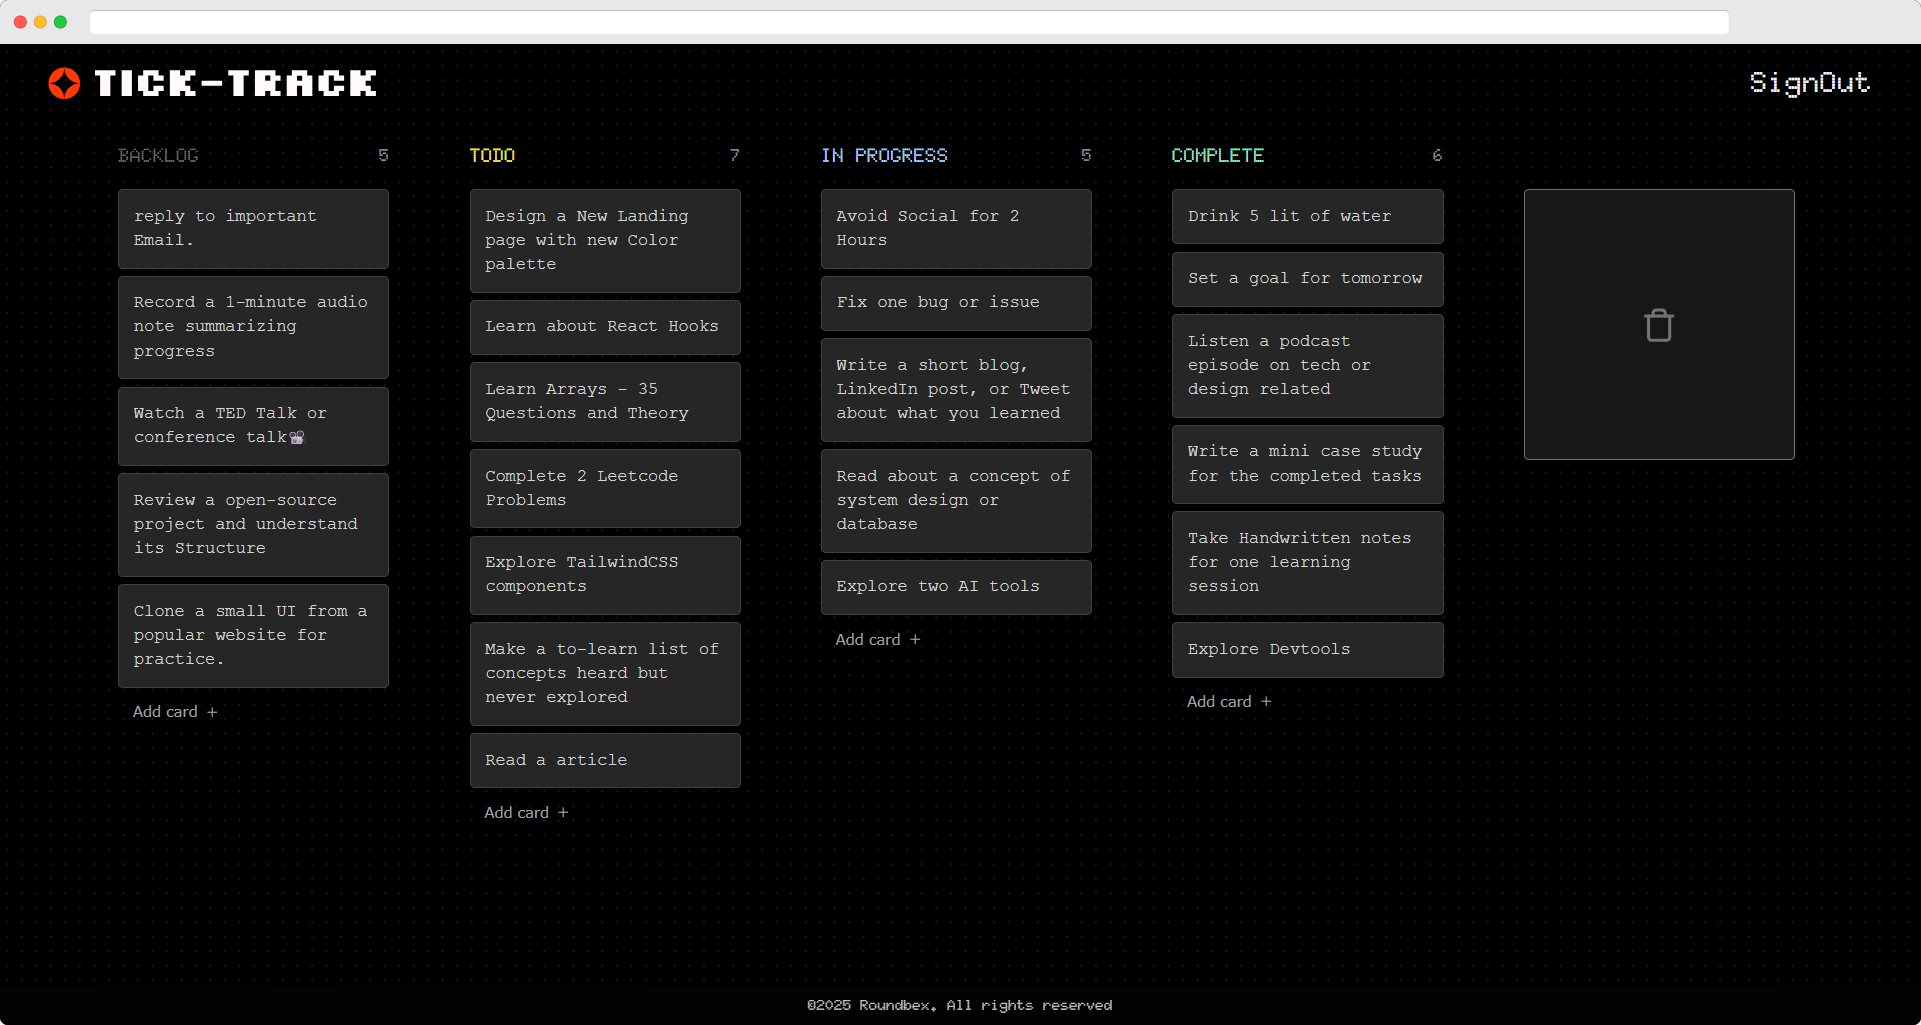 TICK-TRACK
SignOut
BACKLOG 5
reply to important
Email.
Record a 1-minute audio
note summarizing
progress
Watch a TED Talk or
conference talk📽
Review a open-source
project and understand
its Structure
Clone a small UI from a
popular website for
practice.
Add card +
TODO 7
Design a New Landing
page with new Color
palette
Learn about React Hooks
Learn Arrays - 35
Questions and Theory
Complete 2 Leetcode
Problems
Explore TailwindCSS
components
Make a to-learn list of
concepts heard but
never explored
Read a article
Add card +
IN PROGRESS 5
Avoid Social for 2
Hours
Fix one bug or issue
Write a short blog,
LinkedIn post, or Tweet
about what you learned
Read about a concept of
system design or
database
Explore two AI tools
Add card +
COMPLETE 6
Drink 5 lit of water
Set a goal for tomorrow
Listen a podcast
episode on tech or
design related
Write a mini case study
for the completed tasks
Take Handwritten notes
for one learning
session
Explore Devtools
Add card +
©2025 Roundbex. All rights reserved